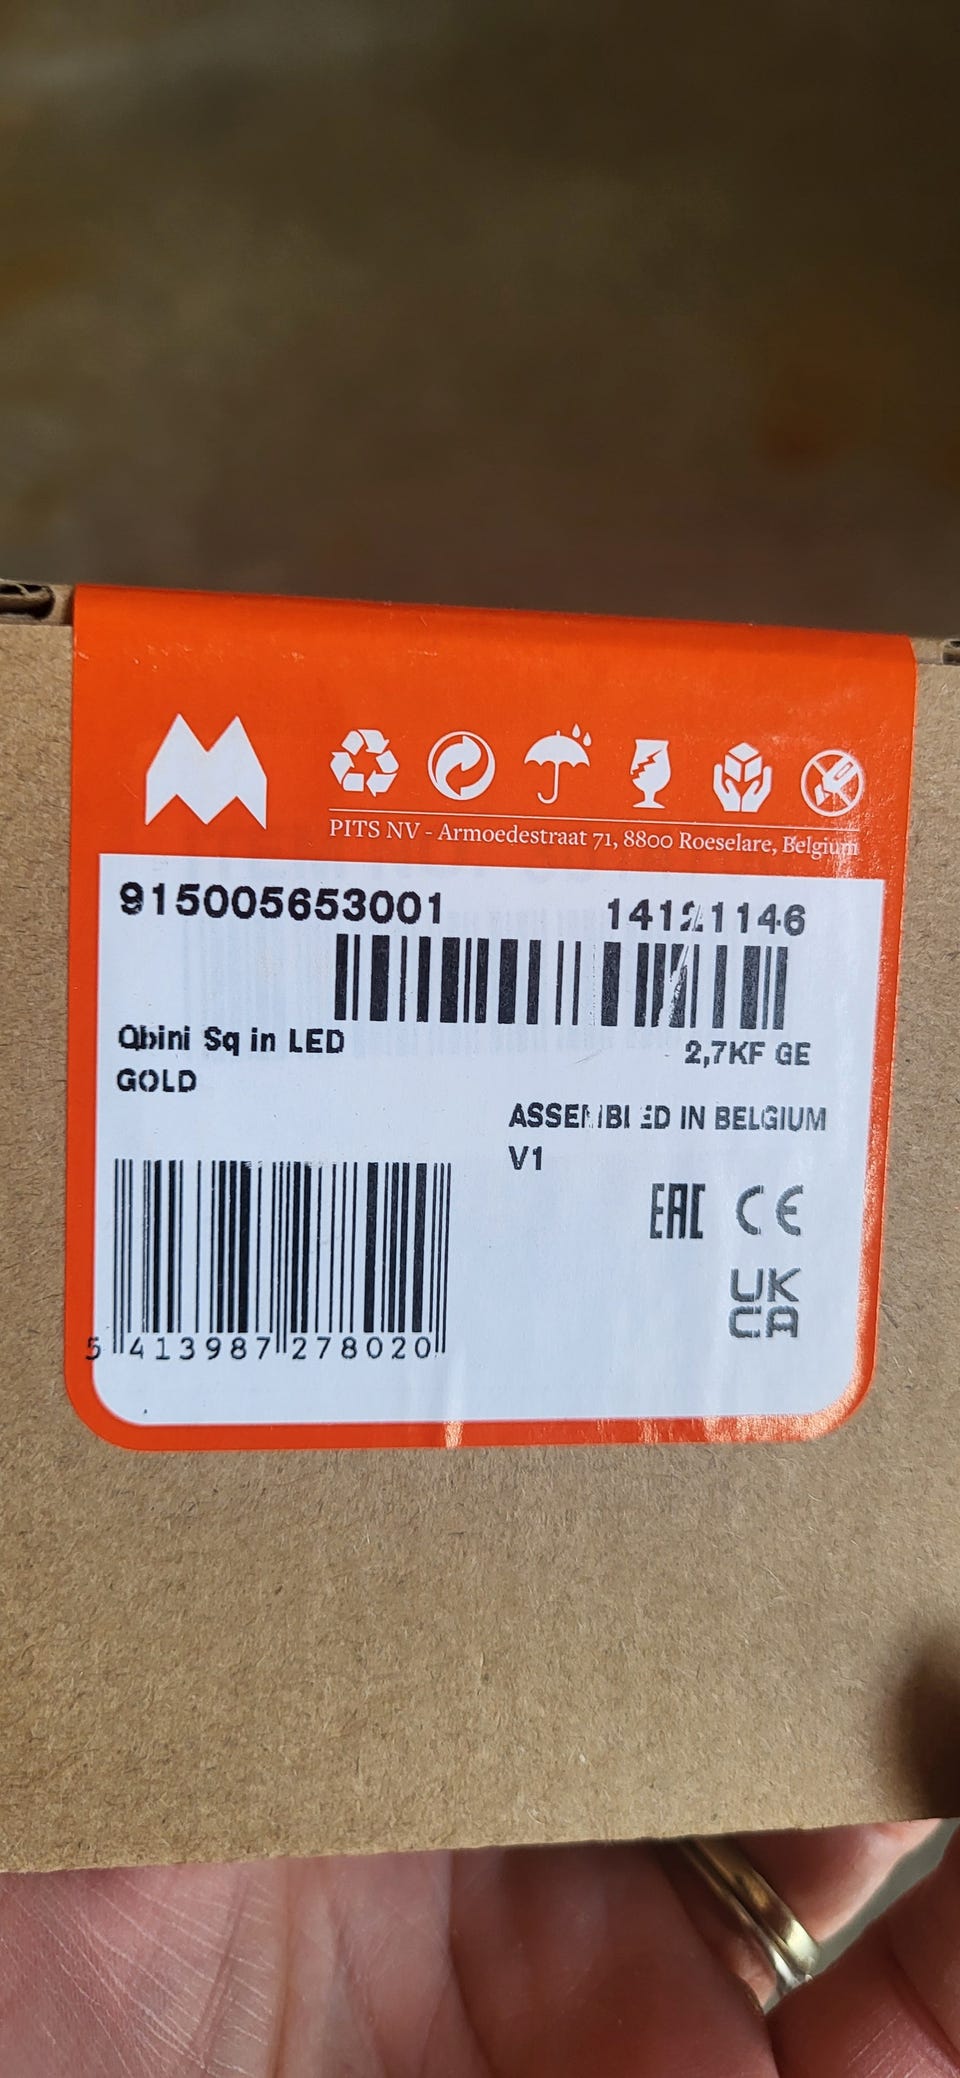 PITS NV - Armoedestraat 71, 8800 Roeselare, Belgium
915005653001
14121146
Qbini Sq in LED
2,7KF GE
GOLD
ASSEMBLED IN BELGIUM
V1
EAC CE
UK
CA
5 413987 278020